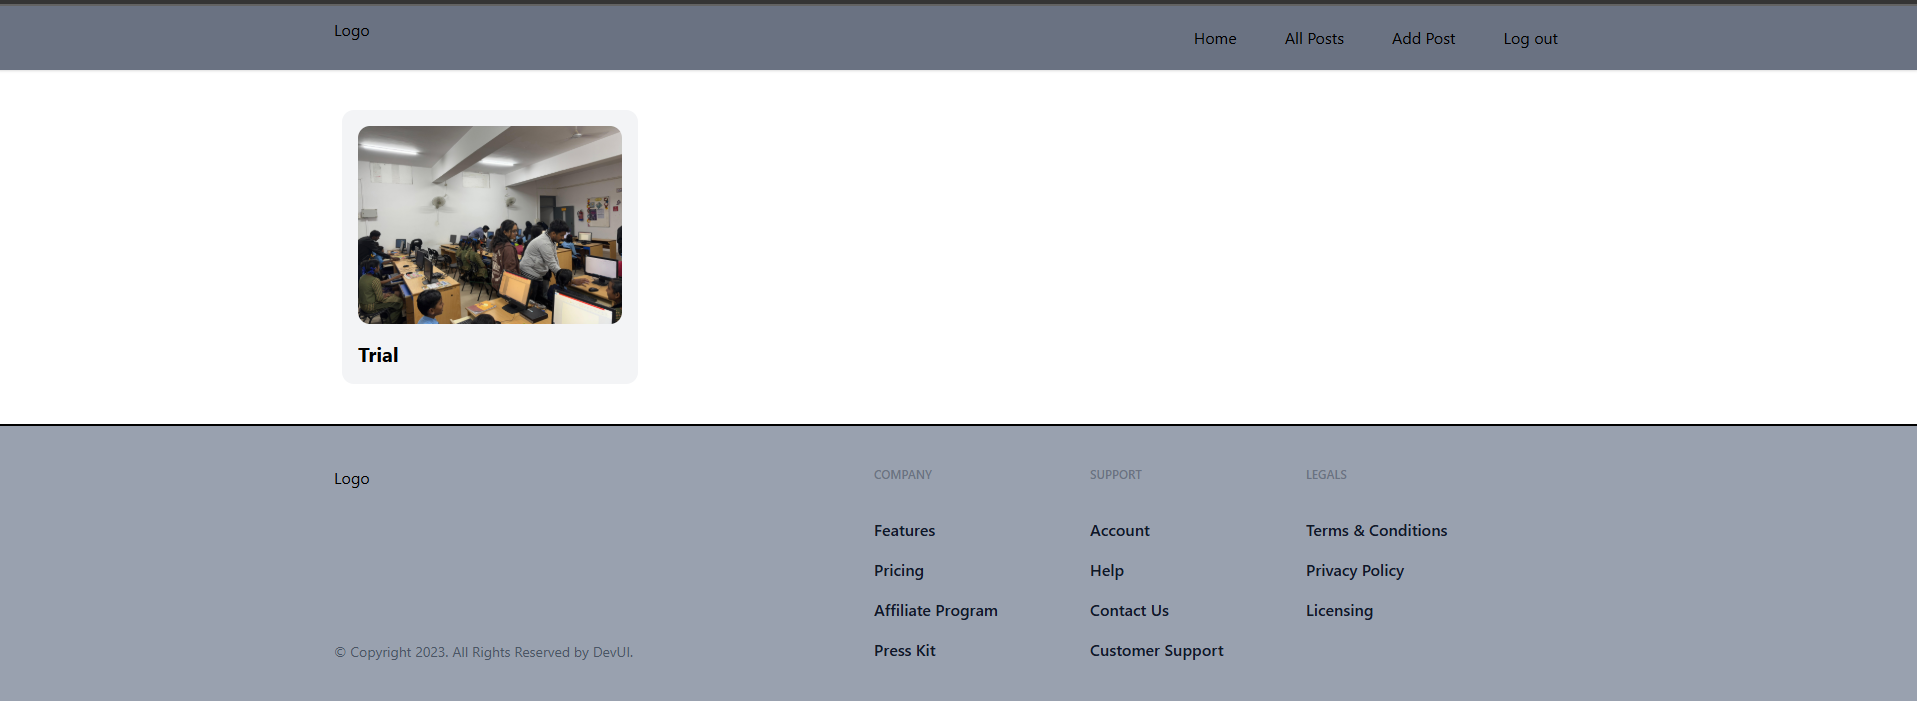 Logo
Home All Posts Add Post Log out
Trial
Logo
© Copyright 2023. All Rights Reserved by DevUI.
COMPANY
Features
Pricing
Affiliate Program
Press Kit
SUPPORT
Account
Help
Contact Us
Customer Support
LEGALS
Terms & Conditions
Privacy Policy
Licensing